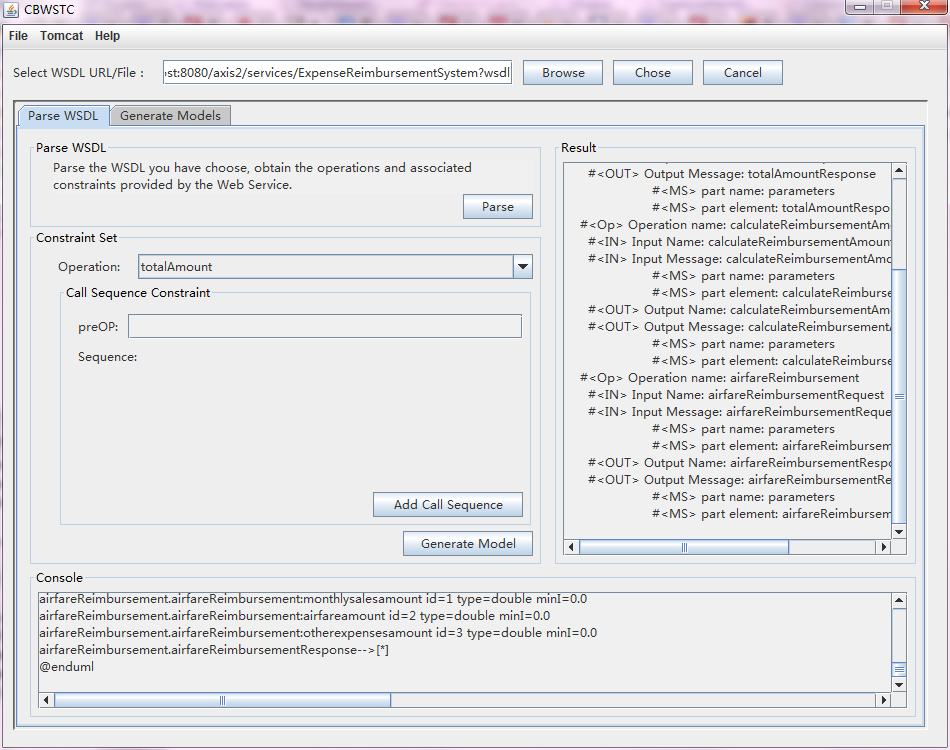 CBWSTC
File Tomcat Help
Select WSDL URL/File : ost:8080/axis2/services/ExpenseReimbursementSystem?wsdl Browse Chose Cancel
Parse WSDL Generate Models
Parse WSDL
Parse the WSDL you have choose, obtain the operations and associated
constraints provided by the Web Service.
Parse
Constraint Set
Operation: totalAmount
Call Sequence Constraint
preOP:
Sequence:
Add Call Sequence
Generate Model
Result
#<OUT> Output Message: totalAmountResponse
#<MS> part name: parameters
#<MS> part element: totalAmountRespo
#<Op> Operation name: calculateReimbursementAm
#<IN> Input Name: calculateReimbursementAmoun
#<IN> Input Message: calculateReimbursementAmo
#<MS> part name: parameters
#<MS> part element: calculateReimburse
#<OUT> Output Name: calculateReimbursementAm
#<OUT> Output Message: calculateReimbursementA
#<MS> part name: parameters
#<MS> part element: calculateReimburse
#<Op> Operation name: airfareReimbursement
#<IN> Input Name: airfareReimbursementRequest
#<IN> Input Message: airfareReimbursementReque
#<MS> part name: parameters
#<MS> part element: airfareReimbursem
#<OUT> Output Name: airfareReimbursementRespo
#<OUT> Output Message: airfareReimbursementRe
#<MS> part name: parameters
#<MS> part element: airfareReimbursem
Console
airfareReimbursement.airfareReimbursement:monthlysalesamount id=1 type=double minI=0.0
airfareReimbursement.airfareReimbursement:airfareamount id=2 type=double minI=0.0
airfareReimbursement.airfareReimbursement:otherexpensesamount id=3 type=double minI=0.0
airfareReimbursement.airfareReimbursementResponse-->[*]
@enduml